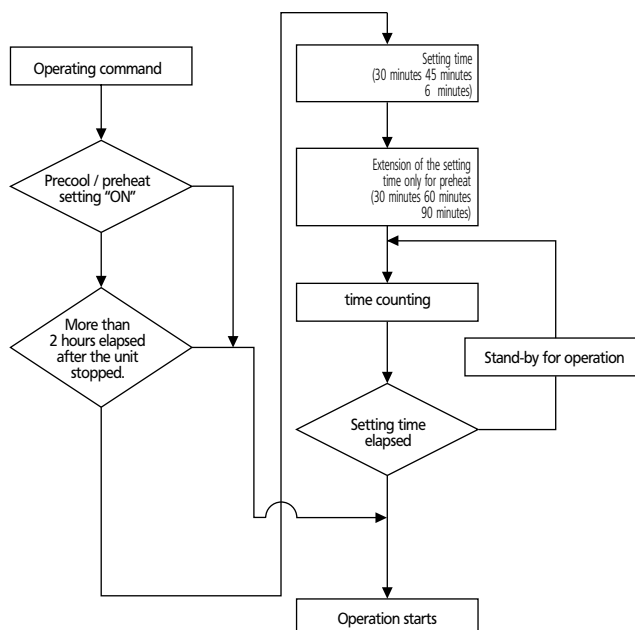 Operating command
Precool / preheat
setting "ON"
More than
2 hours elapsed
after the unit
stopped.
Setting time
(30 minutes 45 minutes
6 minutes)
Extension of the setting
time only for preheat
(30 minutes 60 minutes
90 minutes)
time counting
Stand-by for operation
Setting time
elapsed
Operation starts